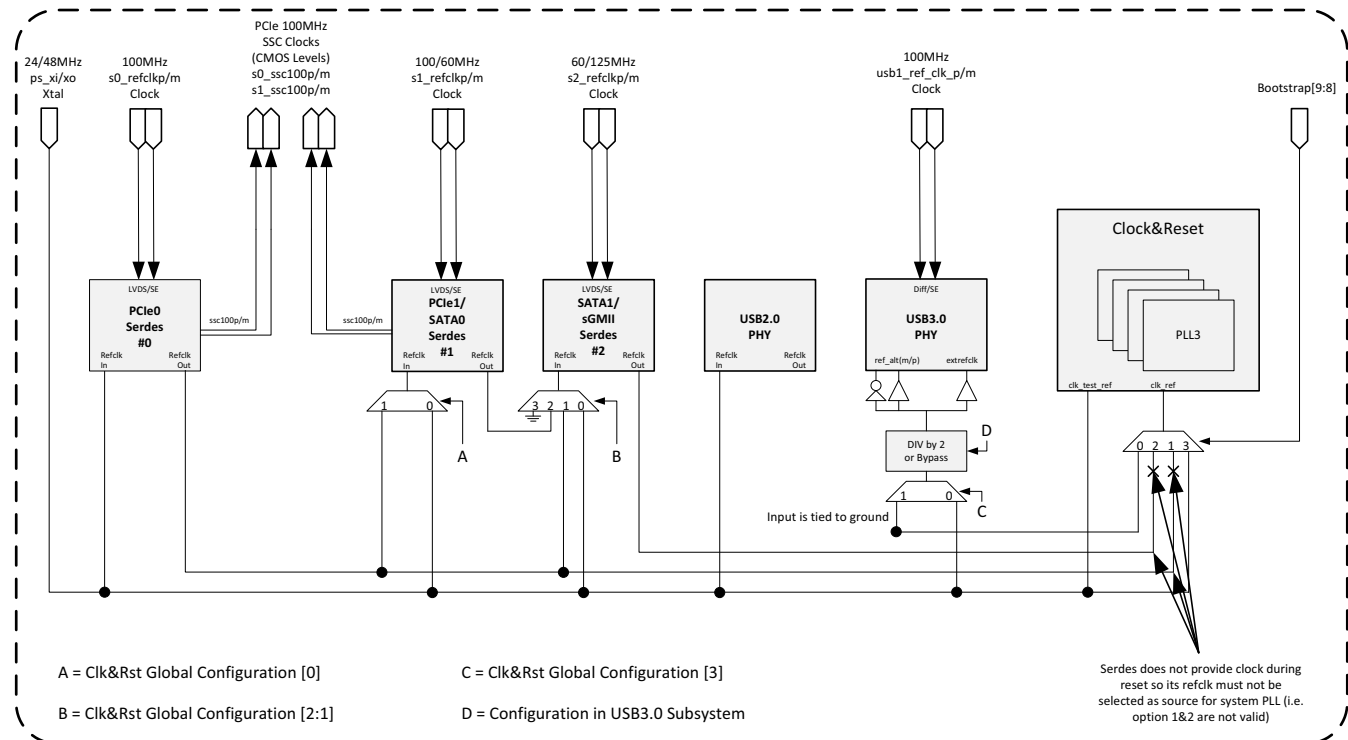 24/48MHz
ps_xi/xo
Xtal
100MHz
s0_refclkp/m
Clock
PCIe 100MHz
SSC Clocks
(CMOS Levels)
s0_ssc100p/m
s1_ssc100p/m
100/60MHz
s1_refclkp/m
Clock
60/125MHz
s2_refclkp/m
Clock
100MHz
usb1_ref_clk_p/m
Clock
Bootstrap[9:8]
LVDS/SE
PCIe0
Serdes
#0
Refclk
In
Refclk
Out
ssc100p/m
ssc100p/m
LVDS/SE
PCIe1/
SATA0
Serdes
#1
Refclk
In
Refclk
Out
LVDS/SE
SATA1/
sGMII
Serdes
#2
Refclk
In
Refclk
Out
USB2.0
PHY
Refclk
In
Refclk
Out
Diff/SE
USB3.0
PHY
ref_alt(m/p) extrefclk
Clock&Reset
PLL3
clk_test_ref clk_ref
1 0
A
3 2 1 0
B
DIV by 2
or Bypass
D
1 0
C
0 2 1 3
Input is tied to ground
A = Clk&Rst Global Configuration [0]
B = Clk&Rst Global Configuration [2:1]
C = Clk&Rst Global Configuration [3]
D = Configuration in USB3.0 Subsystem
Serdes does not provide clock during
reset so its refclk must not be
selected as source for system PLL (i.e.
option 1&2 are not valid)